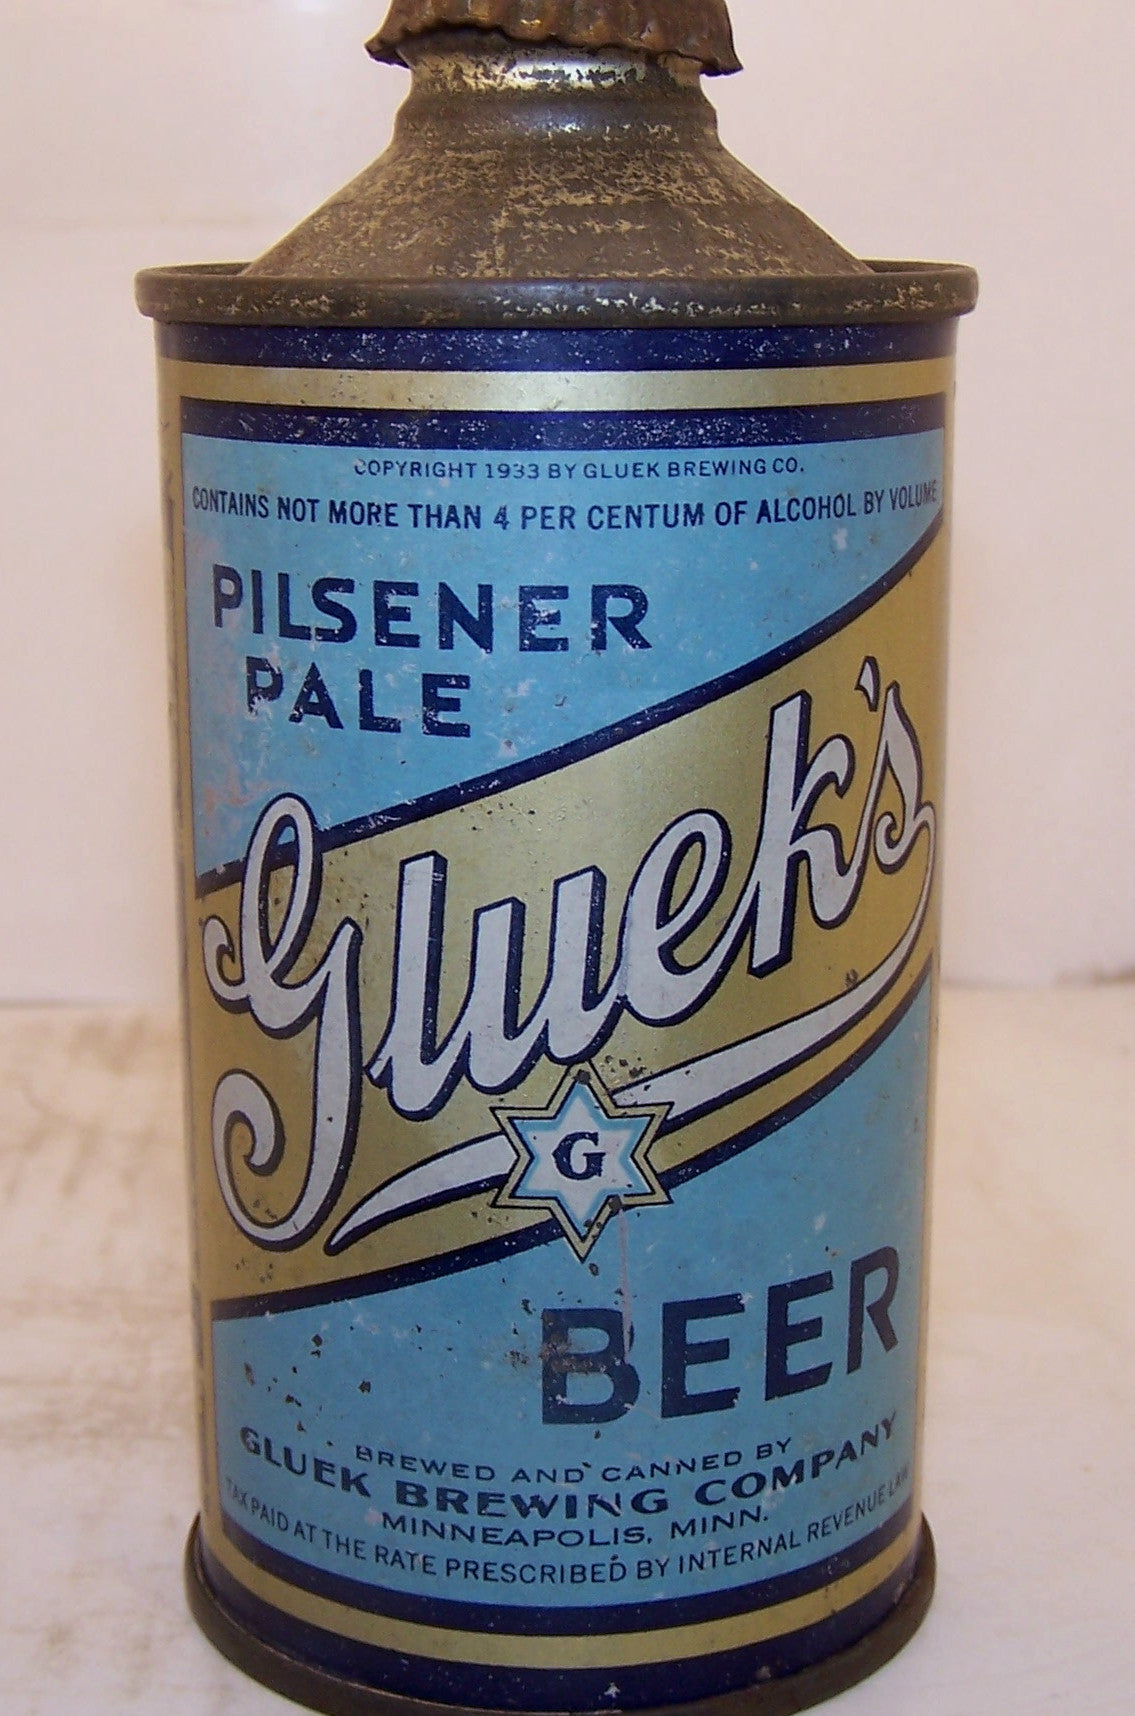 COPYRIGHT 1933 BY GLUEK BREWING CO.
CONTAINS NOT MORE THAN 4 PER CENTUM OF ALCOHOL BY VOLUME
PILSENER
PALE
Gluek's
G
BEER
BREWED AND CANNED BY
GLUEK BREWING COMPANY
MINNEAPOLIS, MINN.
TAX PAID AT THE RATE PRESCRIBED BY INTERNAL REVENUE LAW